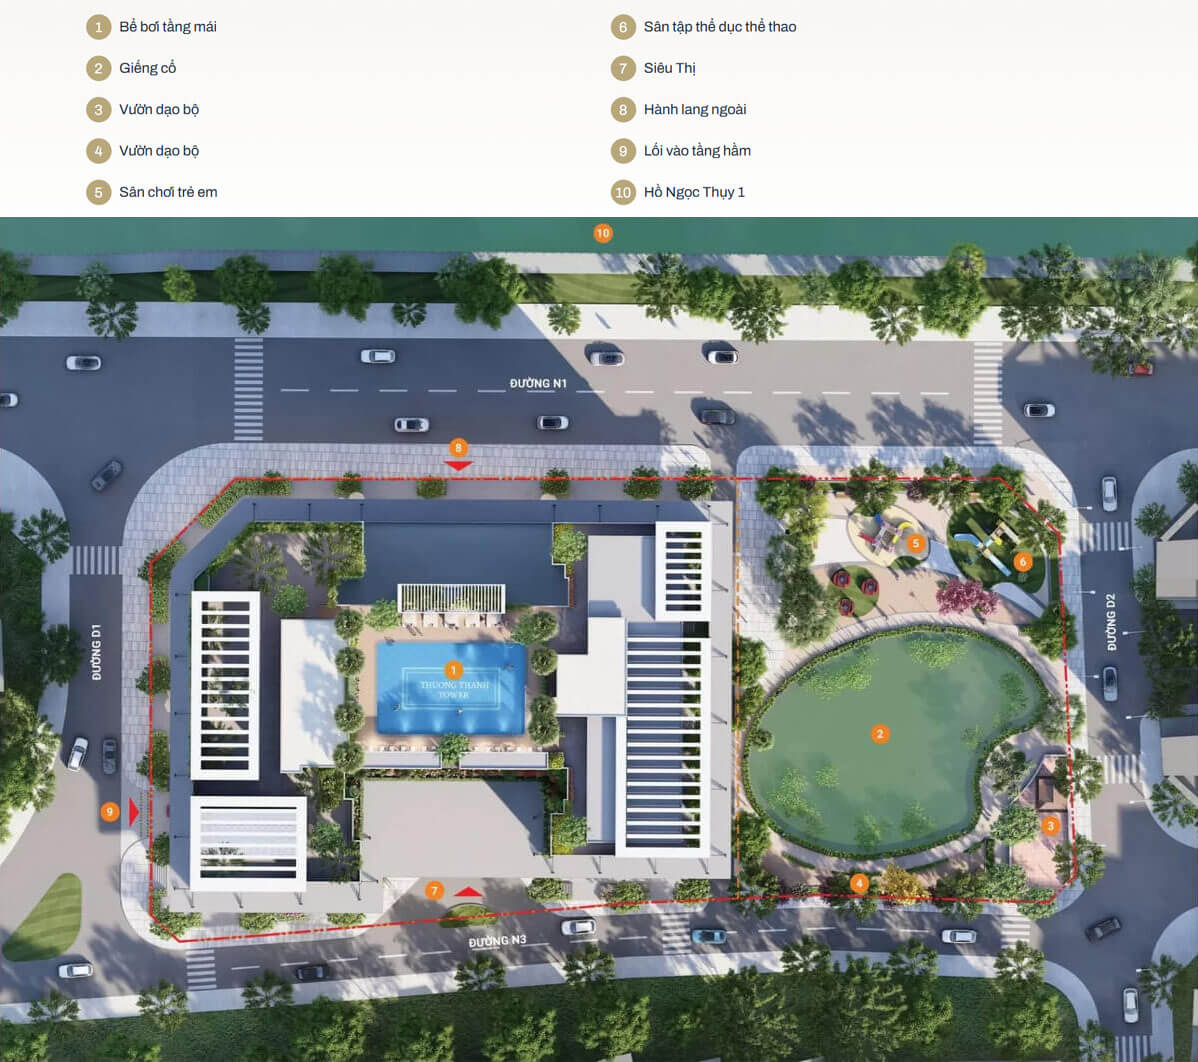 1 Bể bơi tầng mái
2 Giếng cổ
3 Vườn dạo bộ
4 Vườn dạo bộ
5 Sân chơi trẻ em
6 Sân tập thể dục thể thao
7 Siêu Thị
8 Hành lang ngoài
9 Lối vào tầng hầm
10 Hồ Ngọc Thụy 1
10
ĐƯỜNG N1
8
5
6
ĐƯỜNG D1
ĐƯỜNG D2
1
THUONG THANH
TOWER
2
9
3
4
7
ĐƯỜNG N3